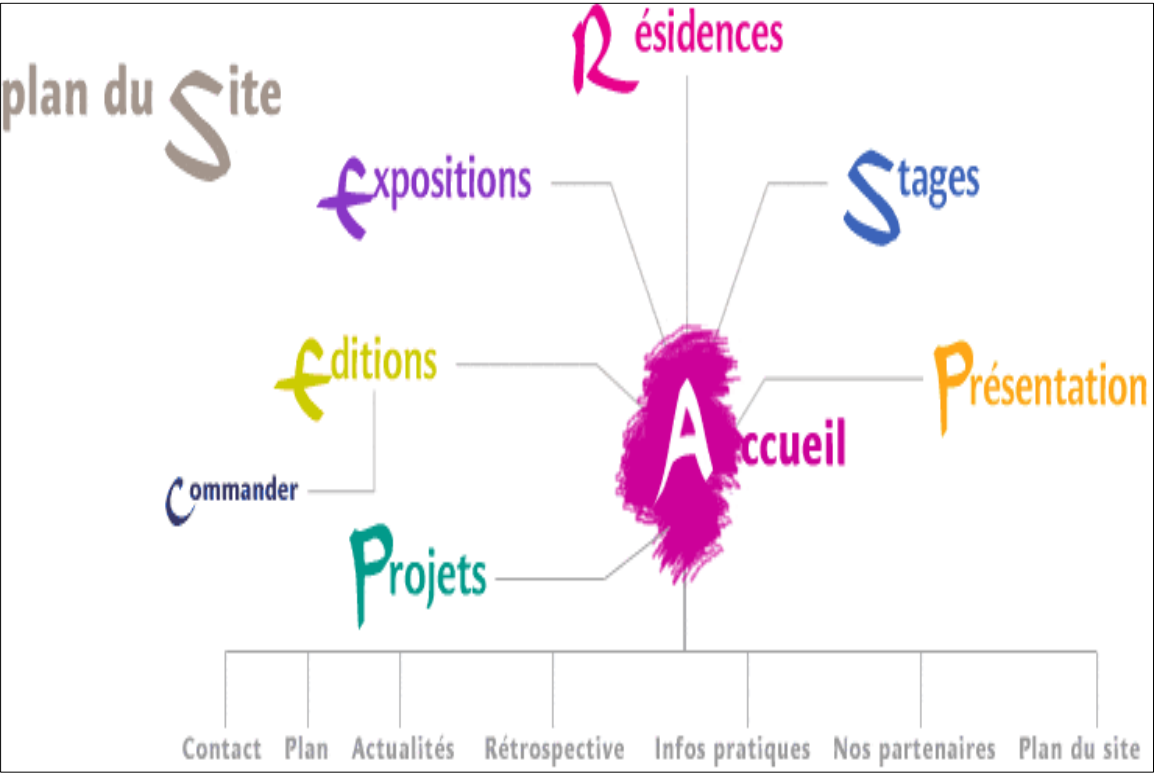 Résidences
plan du Site
Expositions
Stages
Editions
Présentation
Accueil
Commander
Projets
Contact Plan Actualités Rétrospective Infos pratiques Nos partenaires Plan du site